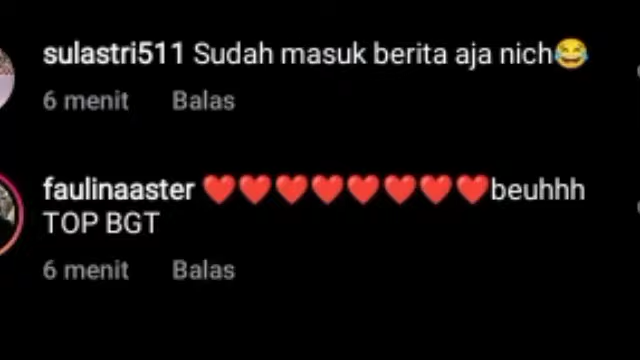 sulastri511 Sudah masuk berita aja nich😂
6 menit Balas
faulinaaster ❤️❤️❤️❤️❤️❤️❤️❤️beuhhh
TOP BGT
6 menit Balas